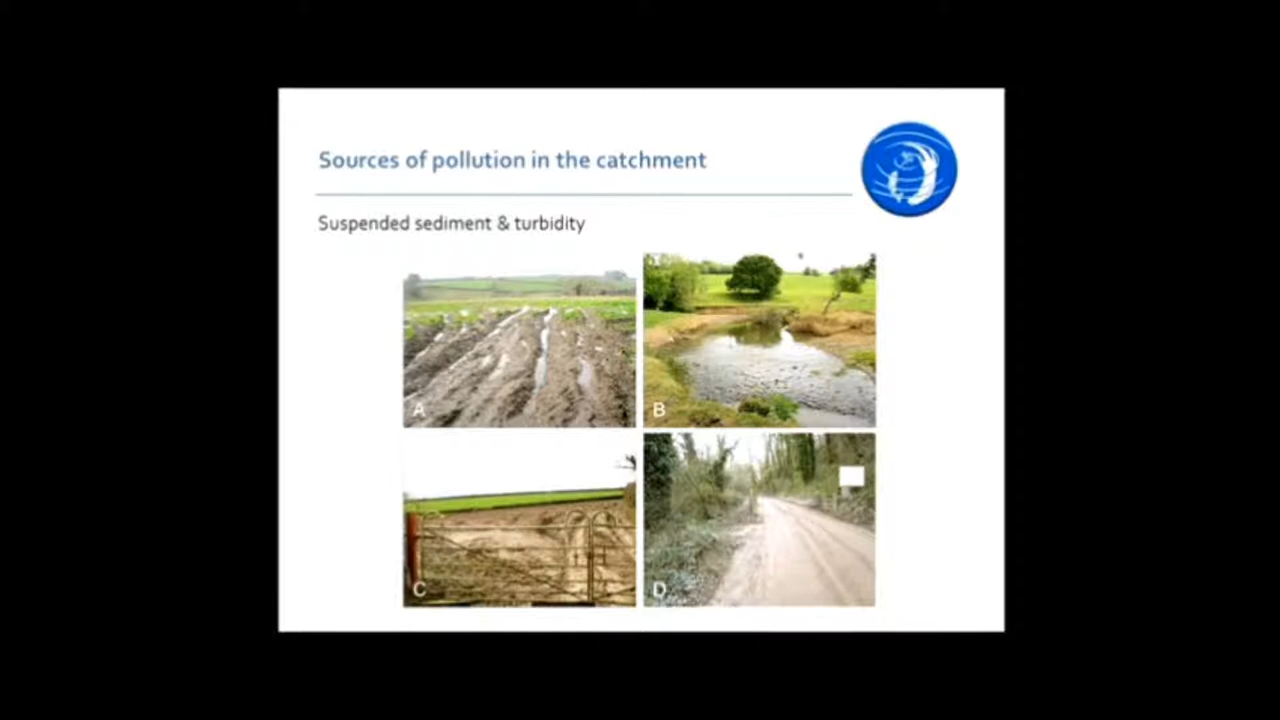 Sources of pollution in the catchment
Suspended sediment & turbidity
A
B
C
D